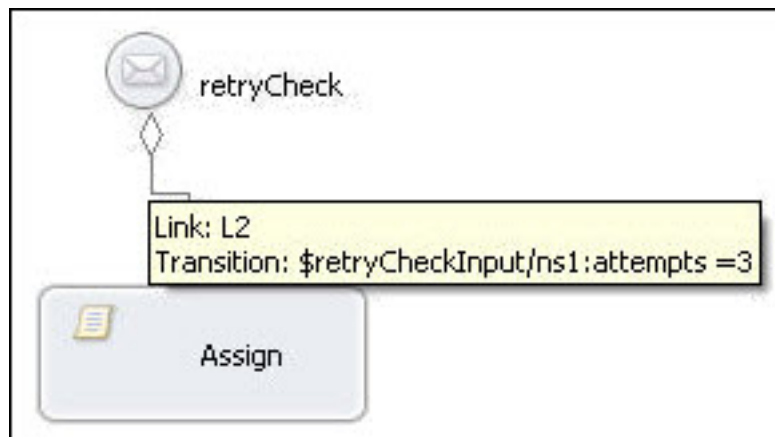 retryCheck
Link: L2
Transition: $retryCheckInput/ns1:attempts =3
Assign